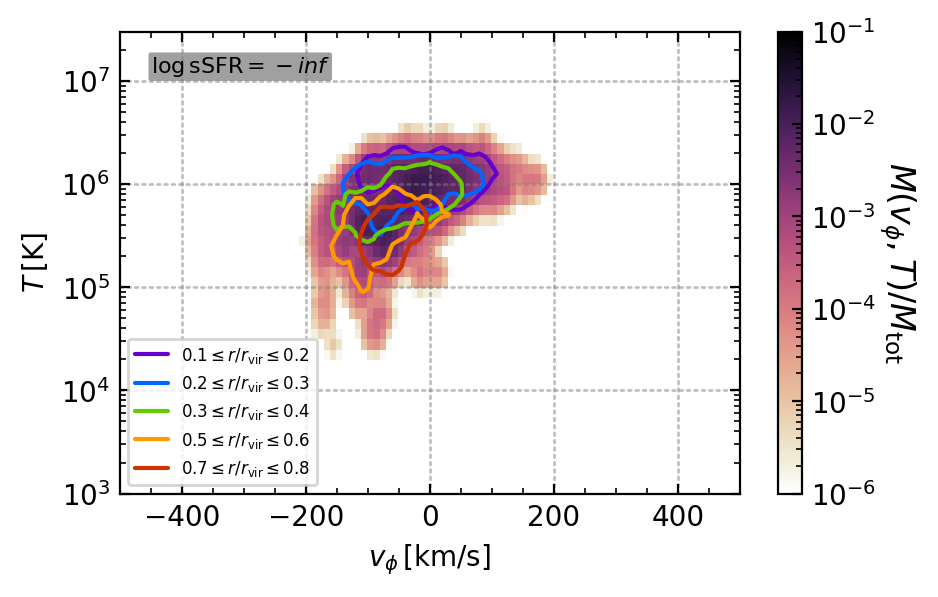 log sSFR = −inf
10⁷
10⁶
10⁵
10⁴
10³
T [K]
0.1 ≤ r/r_vir ≤ 0.2
0.2 ≤ r/r_vir ≤ 0.3
0.3 ≤ r/r_vir ≤ 0.4
0.5 ≤ r/r_vir ≤ 0.6
0.7 ≤ r/r_vir ≤ 0.8
−400 −200 0 200 400
v_ϕ [km/s]
10⁻¹
10⁻²
10⁻³
10⁻⁴
10⁻⁵
10⁻⁶
M(v_ϕ, T)/M_tot